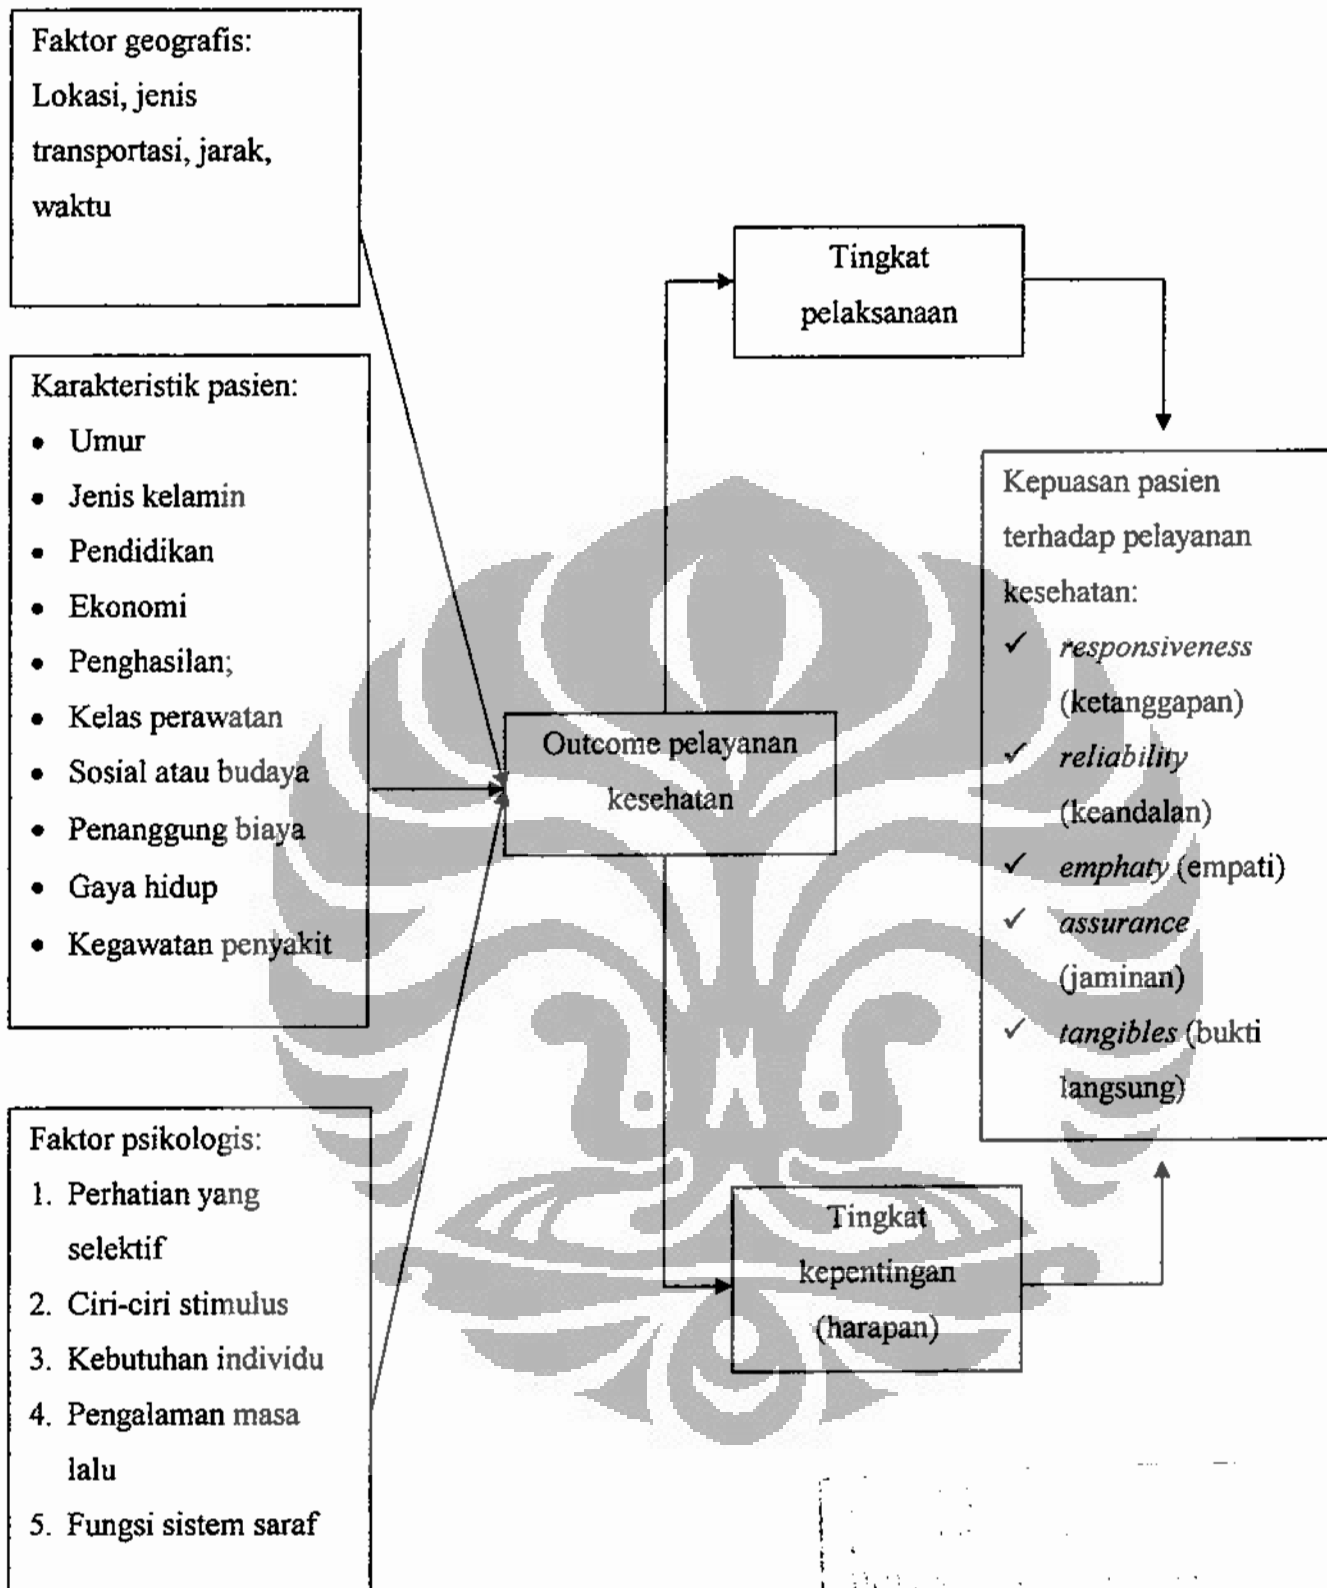 Faktor geografis:
Lokasi, jenis
transportasi, jarak,
waktu
Karakteristik pasien:
• Umur
• Jenis kelamin
• Pendidikan
• Ekonomi
• Penghasilan;
• Kelas perawatan
• Sosial atau budaya
• Penanggung biaya
• Gaya hidup
• Kegawatan penyakit
Faktor psikologis:
1. Perhatian yang
selektif
2. Ciri-ciri stimulus
3. Kebutuhan individu
4. Pengalaman masa
lalu
5. Fungsi sistem saraf
Outcome pelayanan
kesehatan
Tingkat
pelaksanaan
Tingkat
kepentingan
(harapan)
Kepuasan pasien
terhadap pelayanan
kesehatan:
✓ responsiveness
(ketanggapan)
✓ reliability
(keandalan)
✓ emphaty (empati)
✓ assurance
(jaminan)
✓ tangibles (bukti
langsung)